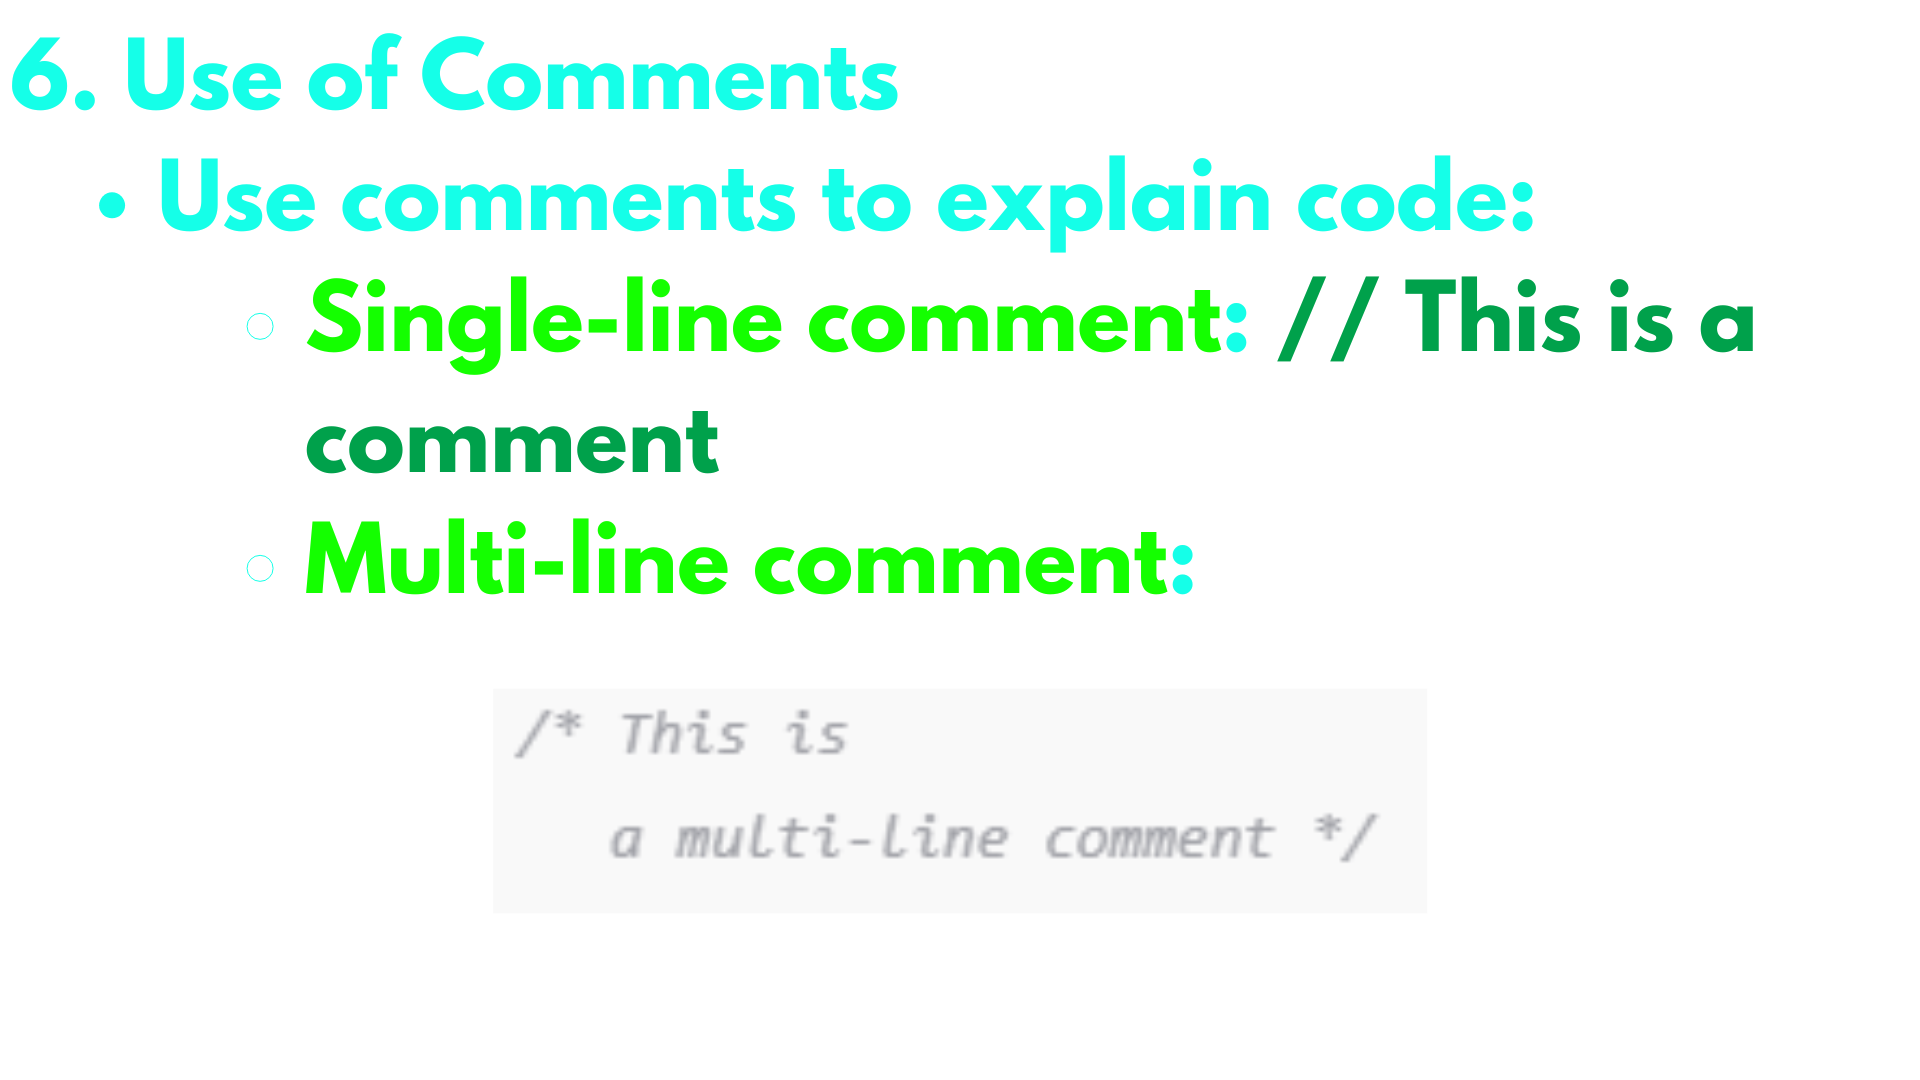 6. Use of Comments
• Use comments to explain code:
○ Single-line comment: // This is a
comment
○ Multi-line comment:
/* This is
a multi-line comment */